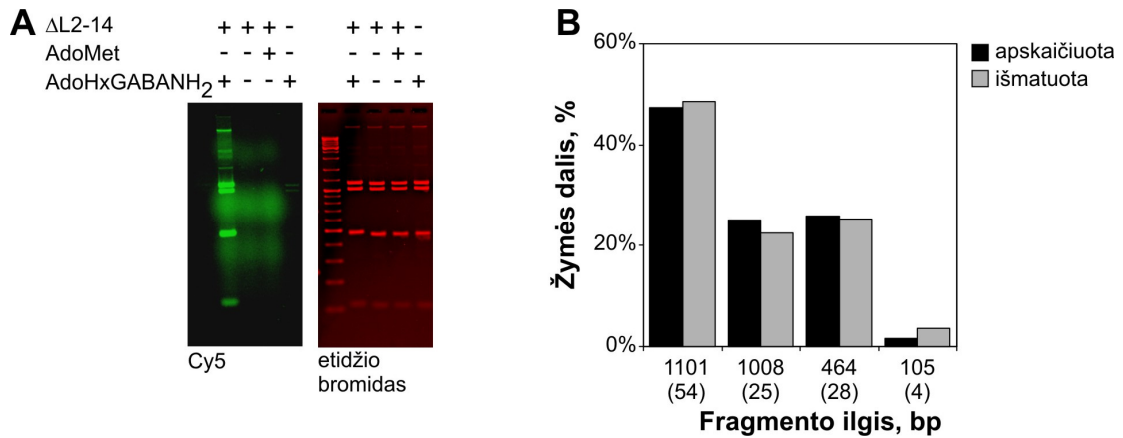 A
ΔL2-14 + + + -
AdoMet - - + -
AdoHxGABANH2 + - - +
+ + + -
- - + -
+ - - +
Cy5
etidžio
bromidas
B
Žymės dalis, %
60%
40%
20%
0%
apskaičiuota
išmatuota
1101 1008 464 105
(54) (25) (28) (4)
Fragmento ilgis, bp